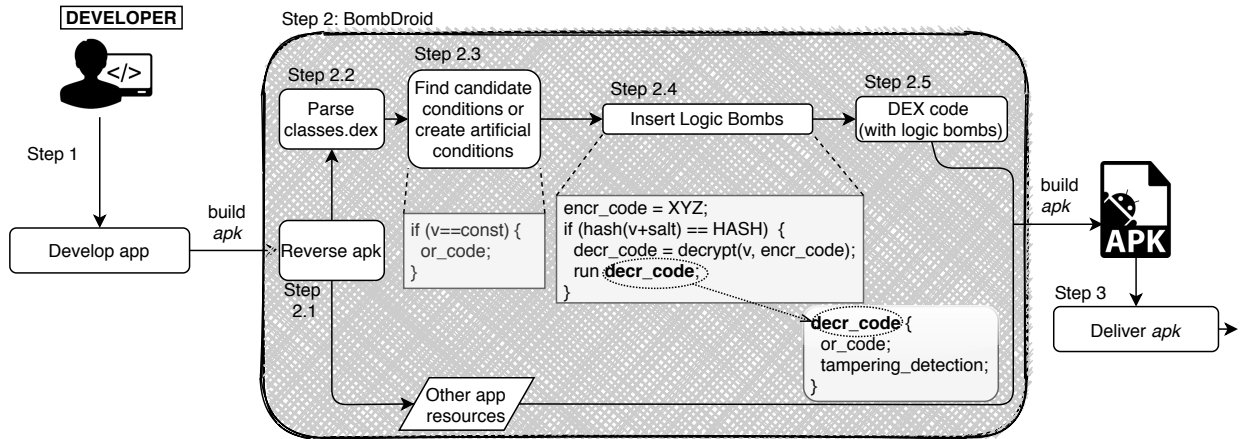 DEVELOPER
</>
Step 1
Develop app
build
apk
Step 2: BombDroid
Step 2.1
Reverse apk
Step 2.2
Parse
classes.dex
Step 2.3
Find candidate
conditions or
create artificial
conditions
if (v==const) {
or_code;
}
Step 2.4
Insert Logic Bombs
encr_code = XYZ;
if (hash(v+salt) == HASH) {
decr_code = decrypt(v, encr_code);
run decr_code;
}
decr_code {
or_code;
tampering_detection;
}
Step 2.5
DEX code
(with logic bombs)
Other app
resources
build
apk
APK
Step 3
Deliver apk